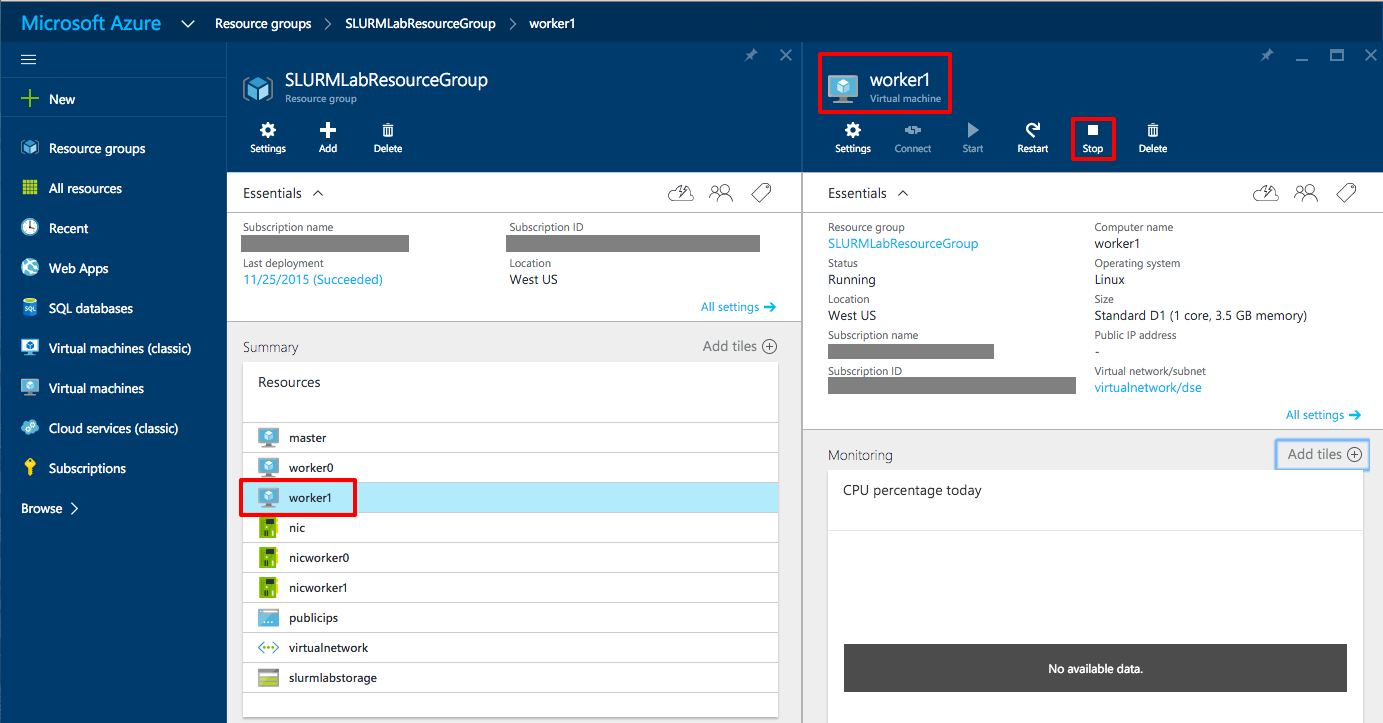 Microsoft Azure
Resource groups > SLURMLabResourceGroup > worker1
New
Resource groups
All resources
Recent
Web Apps
SQL
SQL databases
Virtual machines (classic)
Virtual machines
Cloud services (classic)
Subscriptions
Browse >
SLURMLabResourceGroup
Resource group
Settings
Add
Delete
Essentials
Subscription name
Subscription ID
Last deployment
11/25/2015 (Succeeded)
Location
West US
All settings →
Summary
Add tiles
Resources
master
worker0
worker1
nic
nicworker0
nicworker1
publicips
virtualnetwork
slurmlabstorage
worker1
Virtual machine
Settings
Connect
Start
Restart
Stop
Delete
Essentials
Resource group
SLURMLabResourceGroup
Computer name
worker1
Status
Running
Operating system
Linux
Location
West US
Size
Standard D1 (1 core, 3.5 GB memory)
Subscription name
Public IP address
-
Subscription ID
Virtual network/subnet
virtualnetwork/dse
All settings →
Monitoring
Add tiles
CPU percentage today
No available data.